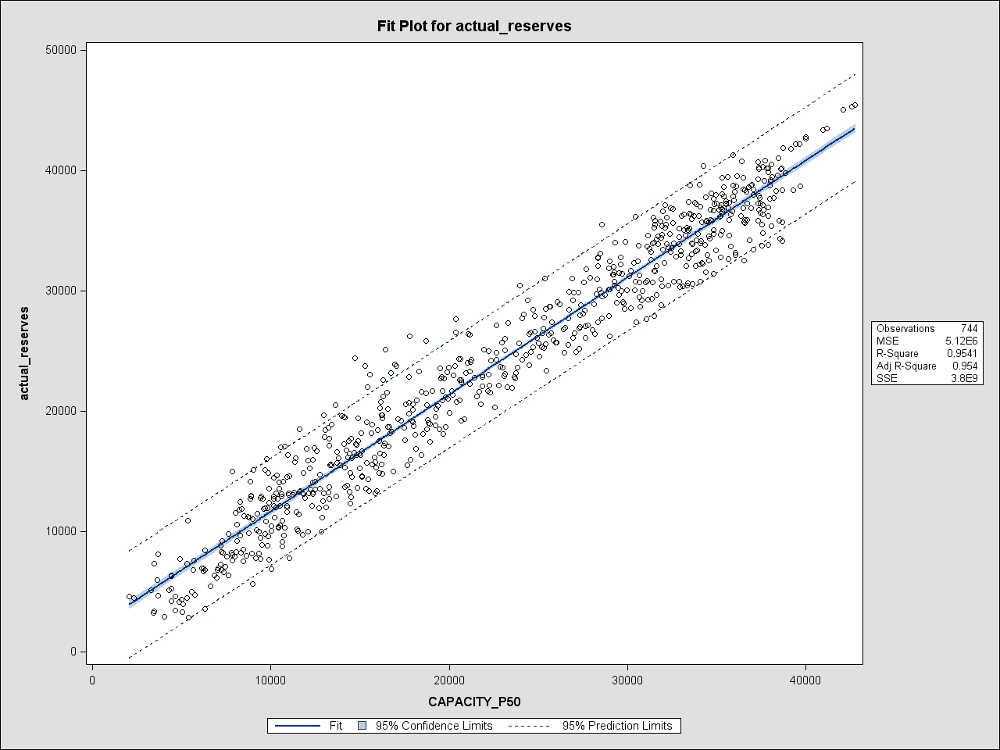 Fit Plot for actual_reserves
50000
40000
30000
20000
10000
0
actual_reserves
0 10000 20000 30000 40000
CAPACITY_P50
Observations 744
MSE 5.12E6
R-Square 0.9541
Adj R-Square 0.954
SSE 3.8E9
Fit 95% Confidence Limits 95% Prediction Limits